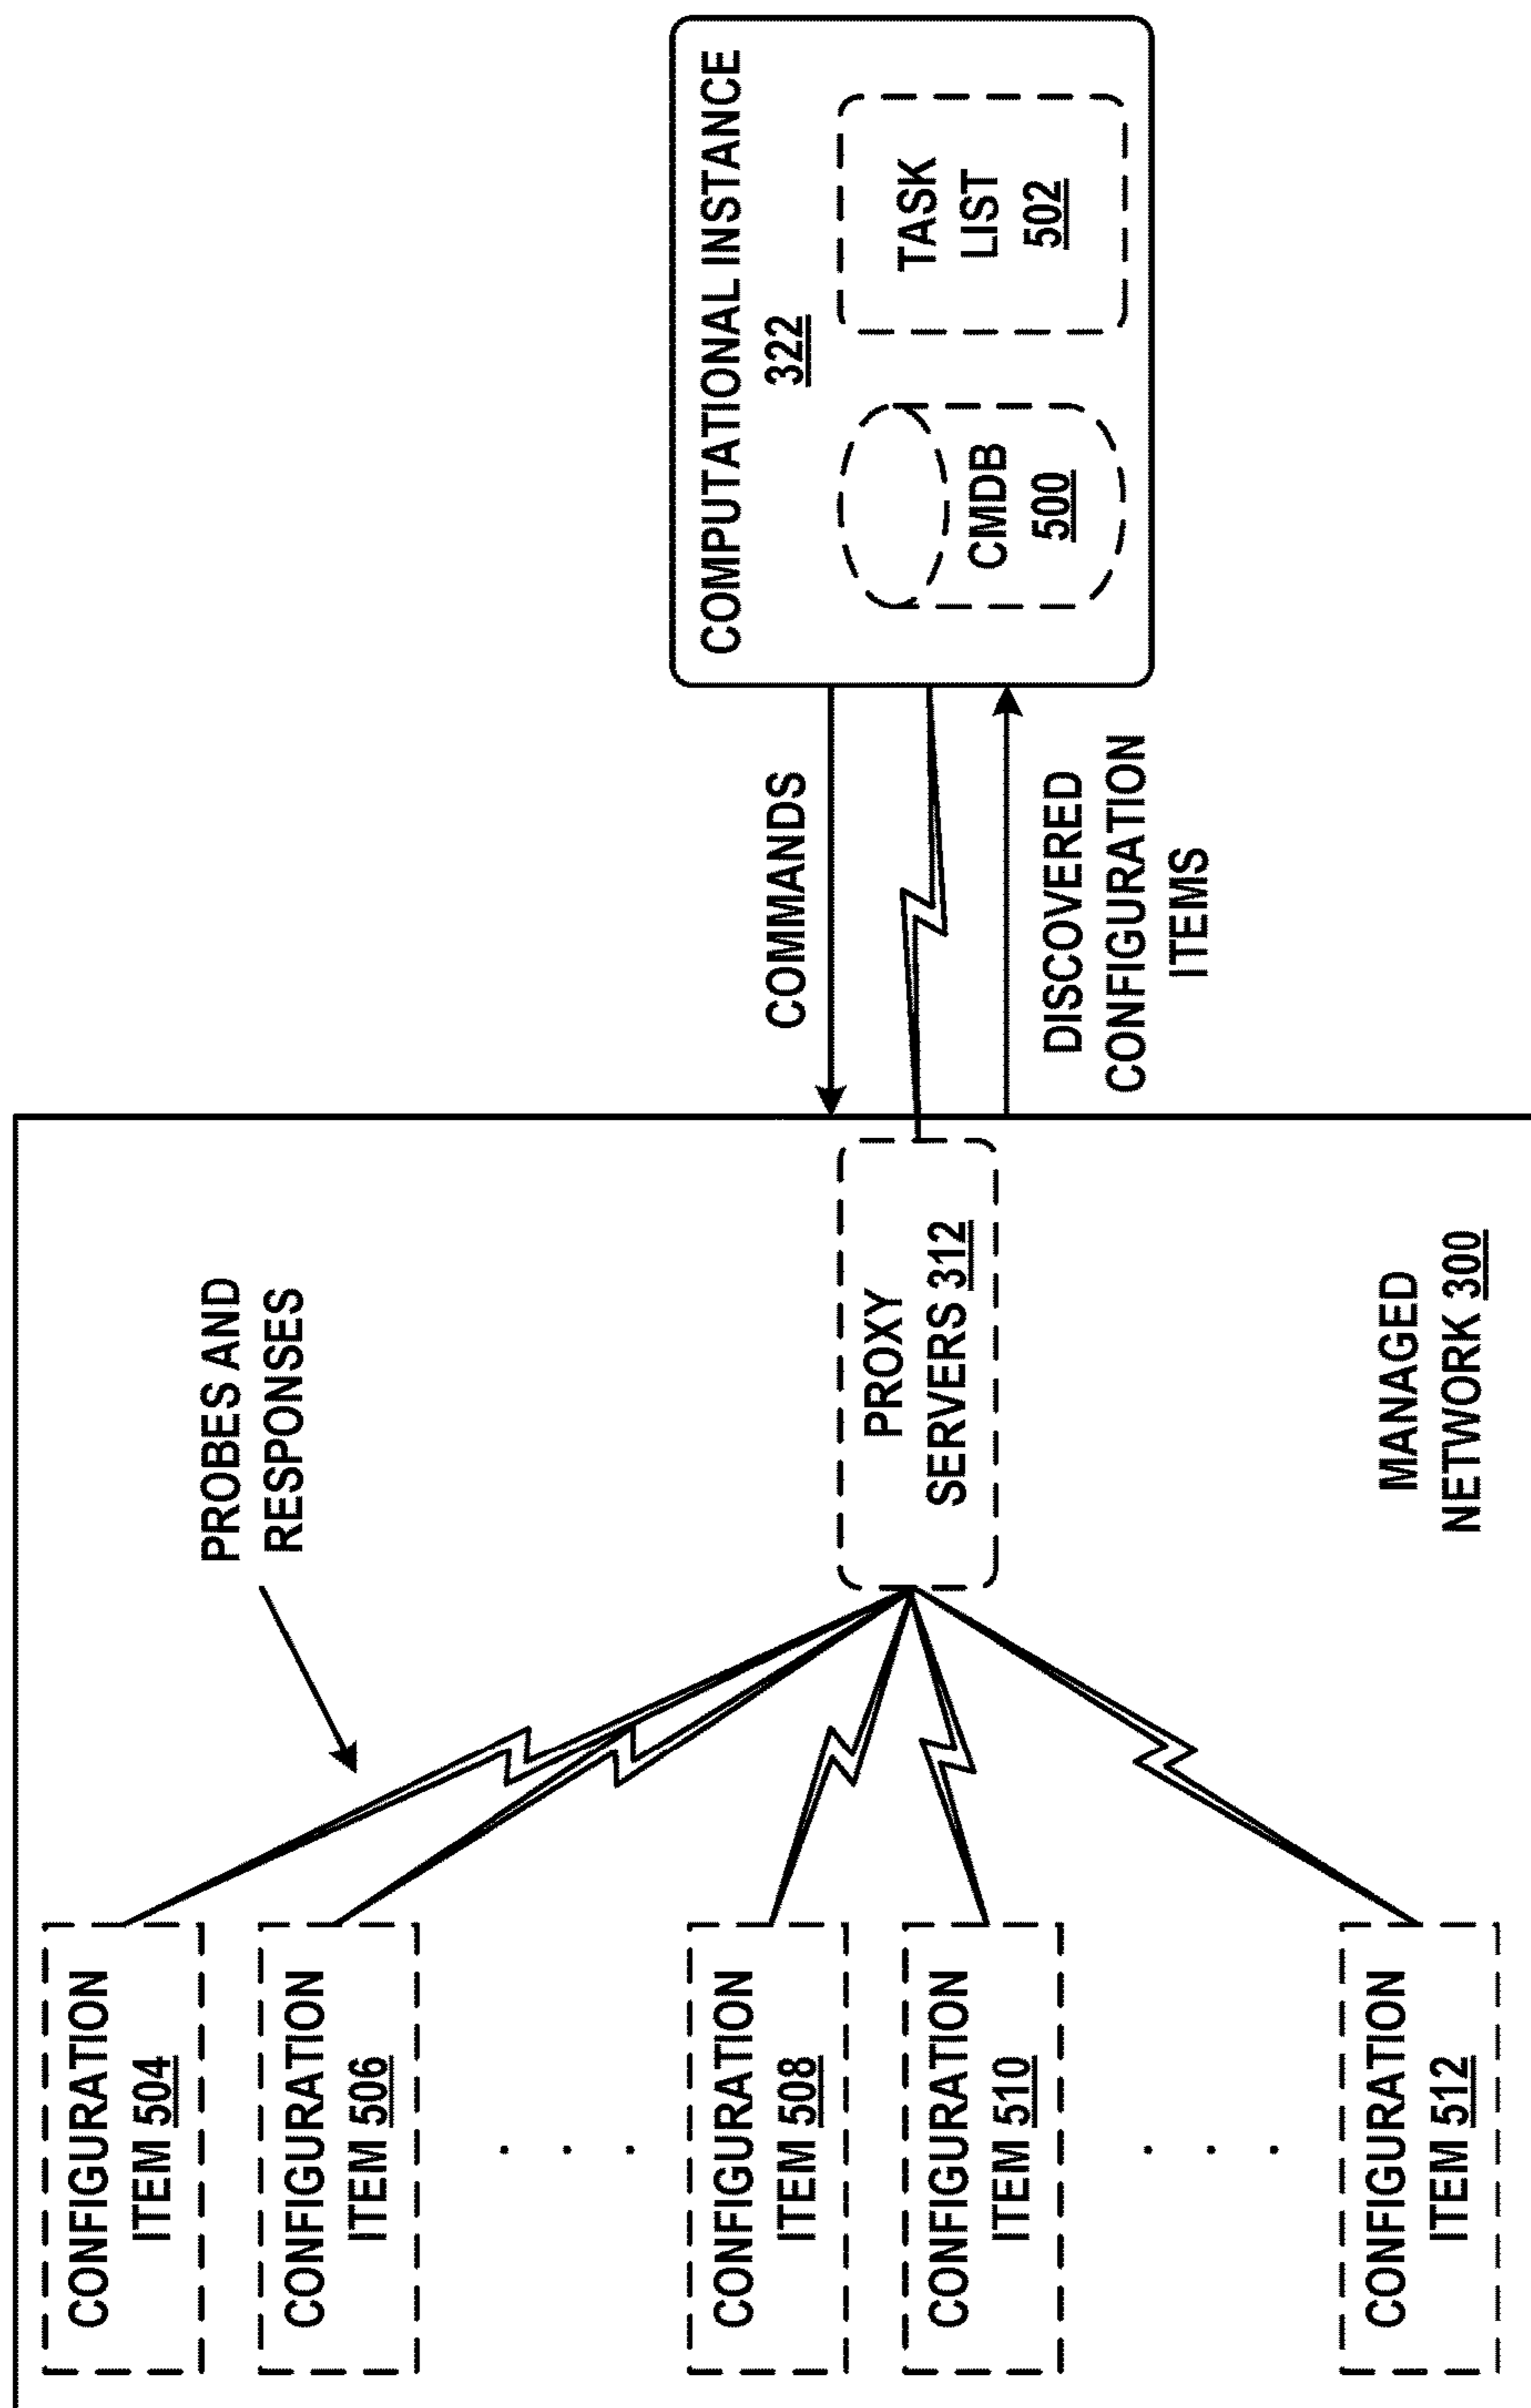 CONFIGURATION
ITEM 504
CONFIGURATION
ITEM 506
. . .
CONFIGURATION
ITEM 508
CONFIGURATION
ITEM 510
. . .
CONFIGURATION
ITEM 512
PROBES AND
RESPONSES
PROXY
SERVERS 312
MANAGED
NETWORK 300
COMMANDS
DISCOVERED
CONFIGURATION
ITEMS
COMPUTATIONAL INSTANCE
322
CMDB
500
TASK
LIST
502